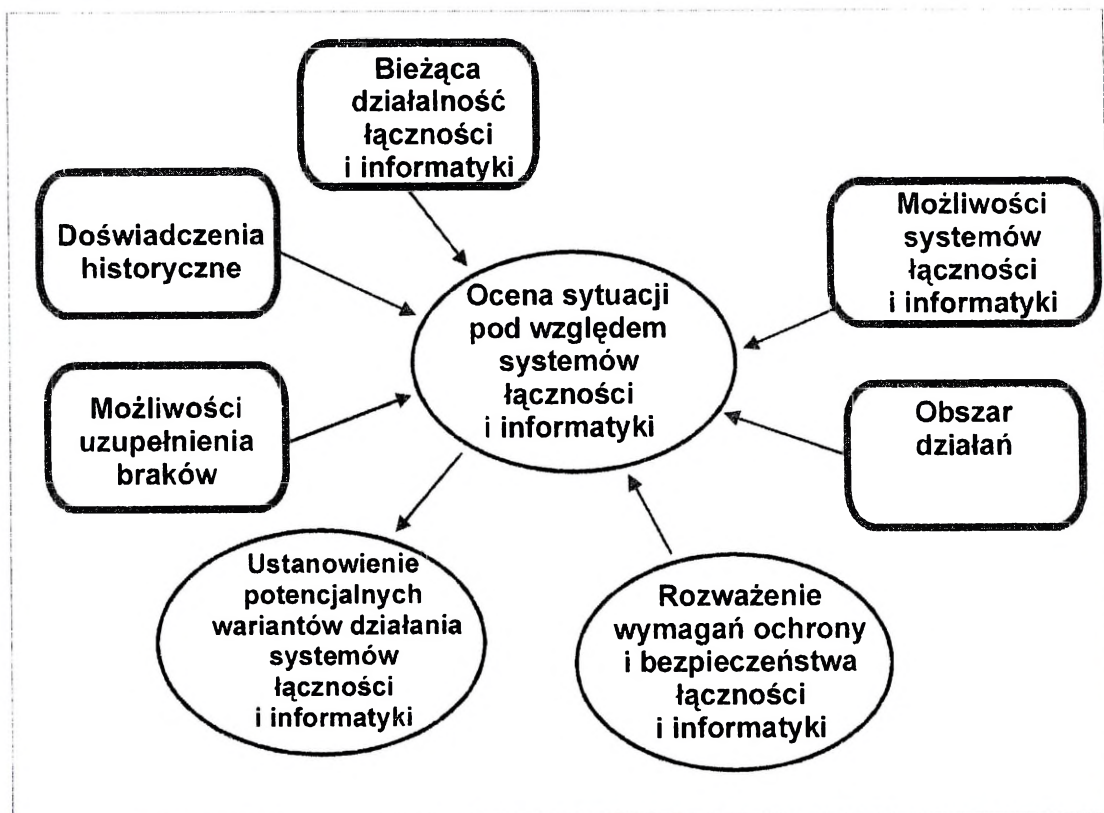 Bieżąca
działalność
łączności
i informatyki
Doświadczenia
historyczne
Możliwości
systemów
łączności
i informatyki
Ocena sytuacji
pod względem
systemów
łączności
i informatyki
Możliwości
uzupełnienia
braków
Obszar
działań
Ustanowienie
potencjalnych
wariantów działania
systemów
łączności
i informatyki
Rozważenie
wymagań ochrony
i bezpieczeństwa
łączności
i informatyki